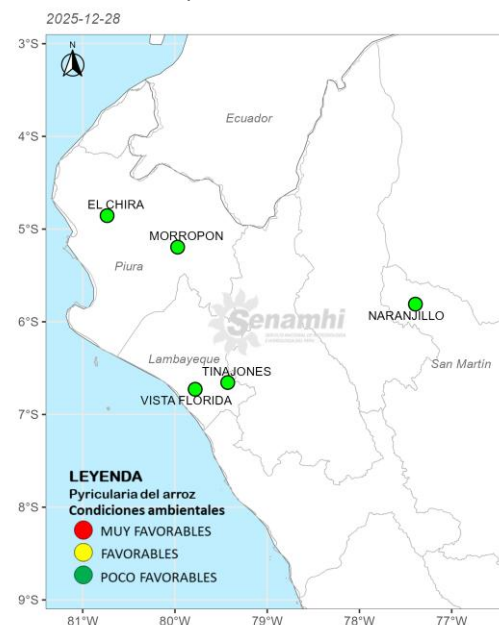 2025-12-28
3°S
N
4°S
Ecuador
EL CHIRA
5°S
MORROPON
Piura
NARANJILLO
6°S
Senamhi
San Martín
Lambayeque
TINAJONES
VISTA FLORIDA
7°S
LEYENDA
Pyricularia del arroz
Condiciones ambientales
MUY FAVORABLES
FAVORABLES
POCO FAVORABLES
8°S
9°S
81°W 80°W 79°W 78°W 77°W